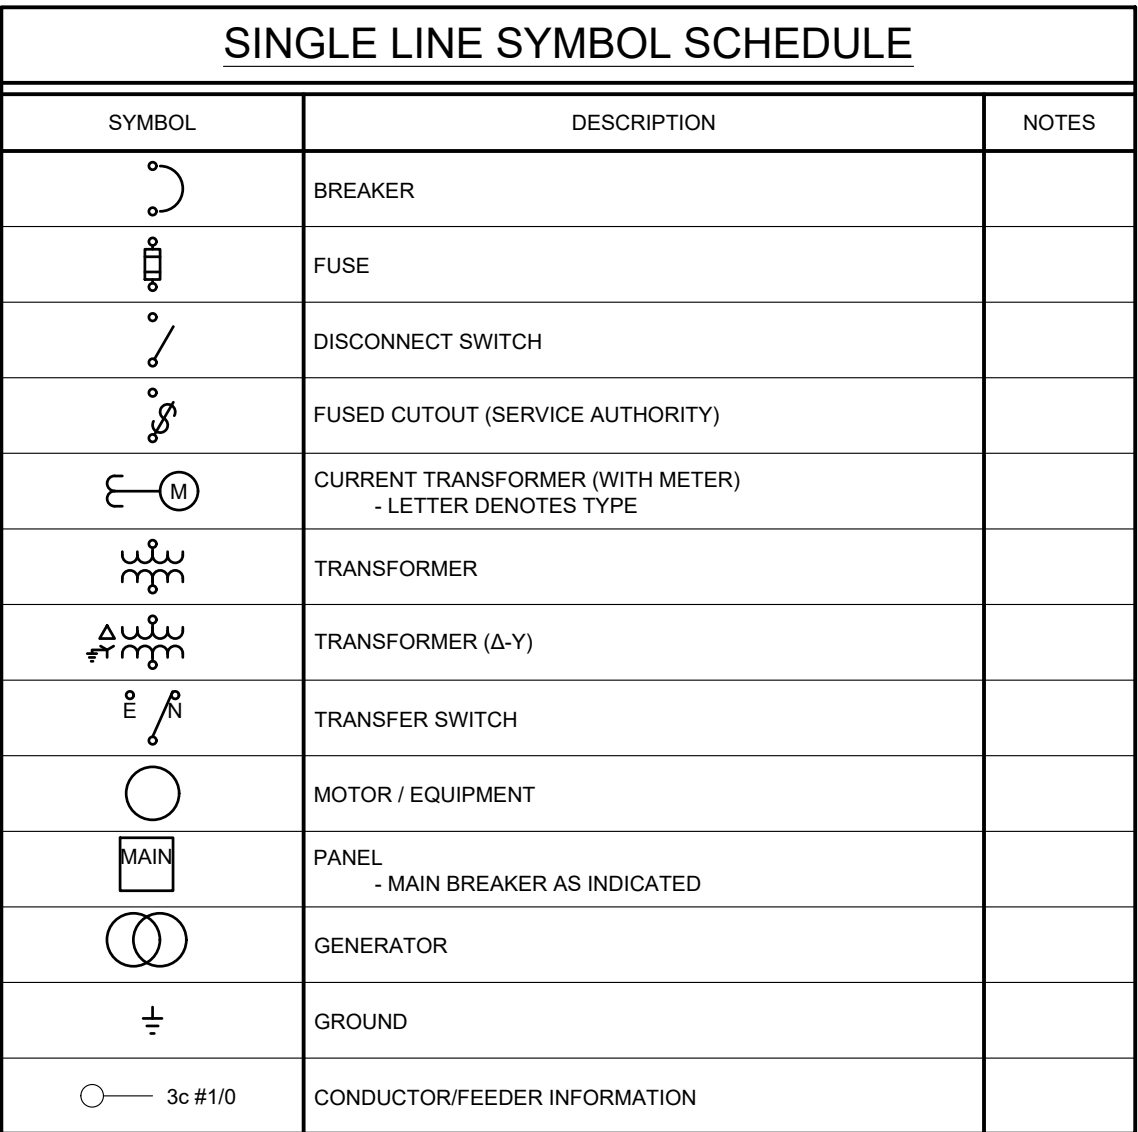 SINGLE LINE SYMBOL SCHEDULE
SYMBOL DESCRIPTION NOTES
BREAKER
FUSE
DISCONNECT SWITCH
FUSED CUTOUT (SERVICE AUTHORITY)
M CURRENT TRANSFORMER (WITH METER)
- LETTER DENOTES TYPE
TRANSFORMER
Δ Y TRANSFORMER (Δ-Y)
E N TRANSFER SWITCH
MOTOR / EQUIPMENT
MAIN PANEL
- MAIN BREAKER AS INDICATED
GENERATOR
GROUND
3c #1/0 CONDUCTOR/FEEDER INFORMATION